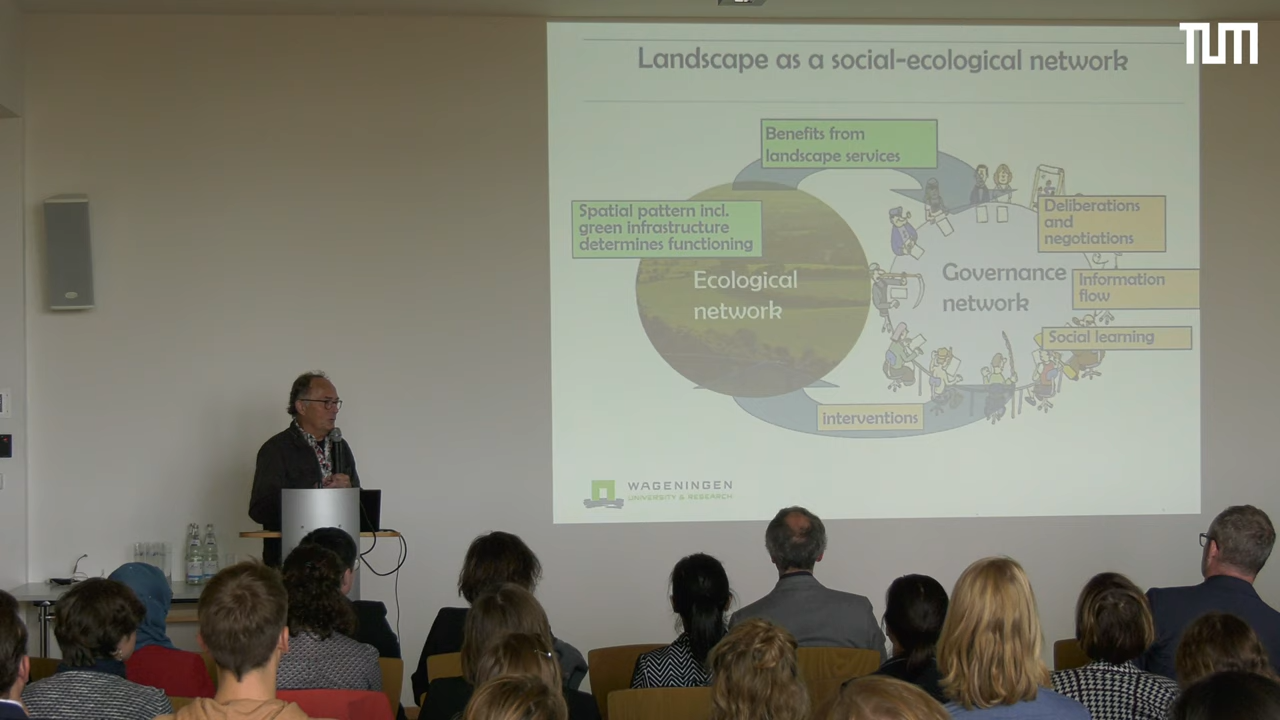 TUM
Landscape as a social-ecological network
Benefits from
landscape services
Spatial pattern incl.
green infrastructure
determines functioning
Ecological
network
Governance
network
Deliberations
and
negotiations
Information
flow
Social learning
interventions
WAGENINGEN
UNIVERSITY & RESEARCH